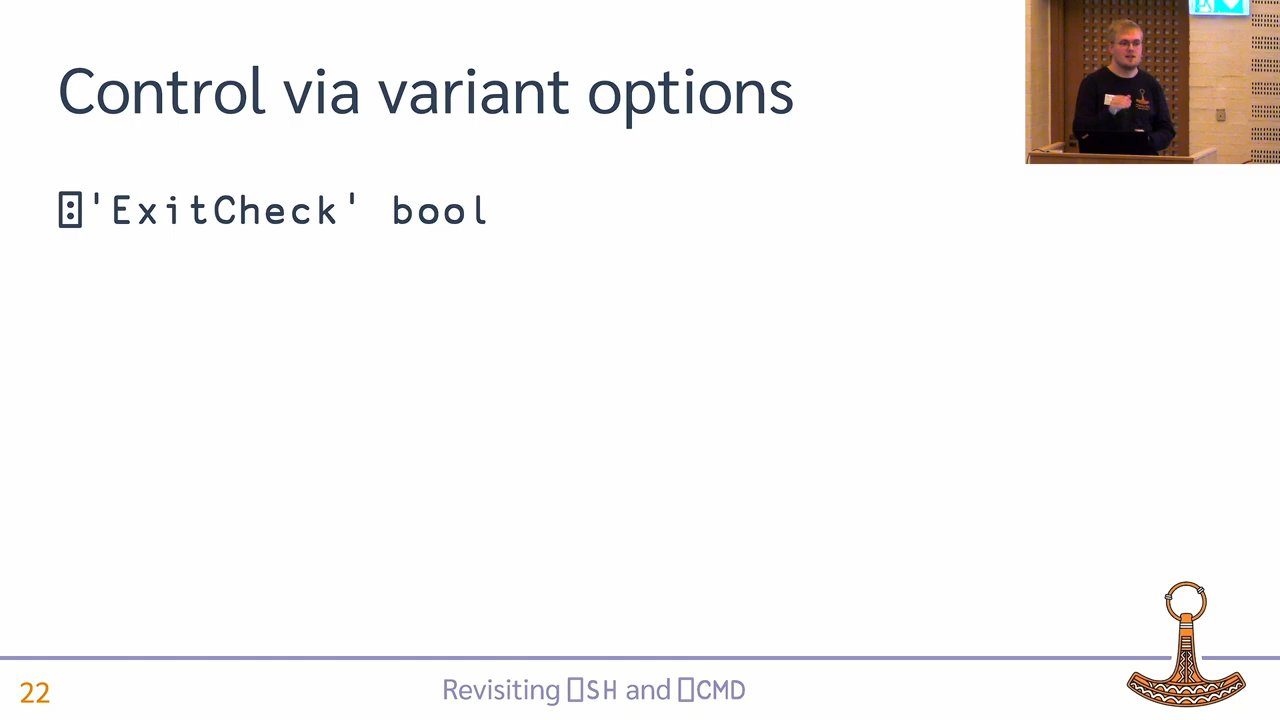 Control via variant options
⍠'ExitCheck' bool
22
Revisiting ⎕SH and ⎕CMD